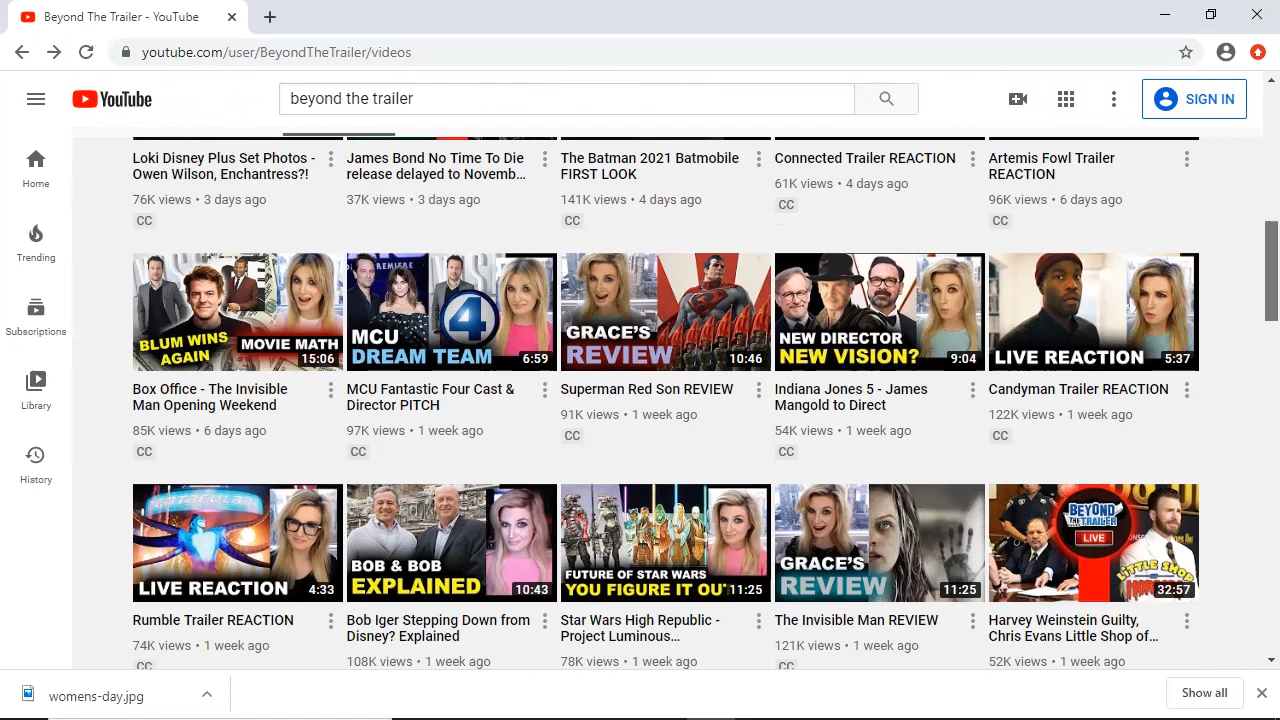 Beyond The Trailer - YouTube
youtube.com/user/BeyondTheTrailer/videos
YouTube
beyond the trailer
SIGN IN
Home
Trending
Subscriptions
Library
History
Loki Disney Plus Set Photos -
Owen Wilson, Enchantress?!
76K views • 3 days ago
CC
James Bond No Time To Die
release delayed to Novemb...
37K views • 3 days ago
The Batman 2021 Batmobile
FIRST LOOK
141K views • 4 days ago
CC
Connected Trailer REACTION
61K views • 4 days ago
CC
Artemis Fowl Trailer
REACTION
96K views • 6 days ago
CC
BLUM WINS
AGAIN
MOVIE MATH
15:06
Box Office - The Invisible
Man Opening Weekend
85K views • 6 days ago
CC
PREMIERE
4
MCU
DREAM TEAM
6:59
MCU Fantastic Four Cast &
Director PITCH
97K views • 1 week ago
CC
GRACE'S
REVIEW
10:46
Superman Red Son REVIEW
91K views • 1 week ago
CC
NEW DIRECTOR
NEW VISION?
9:04
Indiana Jones 5 - James
Mangold to Direct
54K views • 1 week ago
CC
LIVE REACTION
5:37
Candyman Trailer REACTION
122K views • 1 week ago
CC
LIVE REACTION
4:33
Rumble Trailer REACTION
74K views • 1 week ago
CC
BOB & BOB
EXPLAINED
10:43
Bob Iger Stepping Down from
Disney? Explained
108K views • 1 week ago
FUTURE OF STAR WARS
YOU FIGURE IT OUT
11:25
Star Wars High Republic -
Project Luminous...
78K views • 1 week ago
GRACE'S
REVIEW
11:25
The Invisible Man REVIEW
121K views • 1 week ago
CC
BEYOND
THE TRAILER
LIVE
LITTLE SHOP
32:57
Harvey Weinstein Guilty,
Chris Evans Little Shop of...
52K views • 1 week ago
womens-day.jpg
Show all